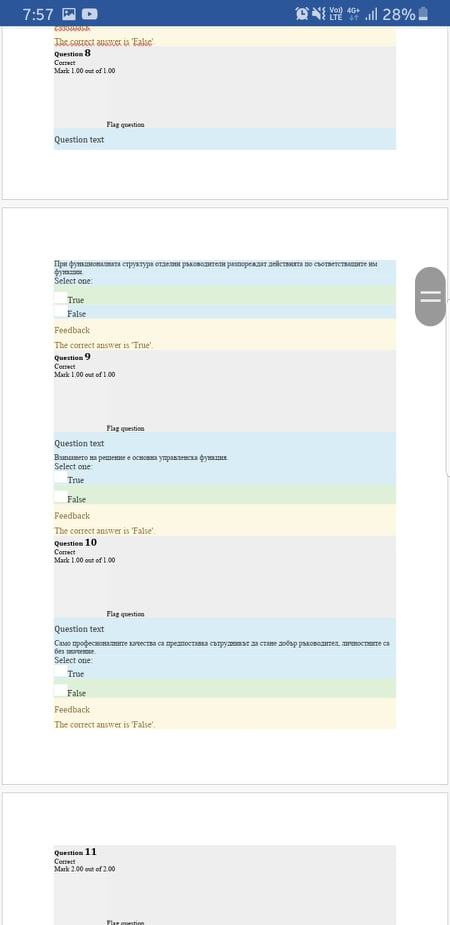 7:57
Vo)
LTE
4G+
28%
The correct answer is 'False'.
Question 8
Correct
Mark 1.00 out of 1.00
Flag question
Question text
При функционалната структура отделни ръководители разпореждат действията по съответстващите им
функции.
Select one:
True
False
Feedback
The correct answer is 'True'.
Question 9
Correct
Mark 1.00 out of 1.00
Flag question
Question text
Взимането на решение е основна управленска функция.
Select one:
True
False
Feedback
The correct answer is 'False'.
Question 10
Correct
Mark 1.00 out of 1.00
Flag question
Question text
Само професионалните качества са предпоставка сътрудникът да стане добър ръководител, личностните са
без значение.
Select one:
True
False
Feedback
The correct answer is 'False'.
Question 11
Correct
Mark 2.00 out of 2.00
Flag question